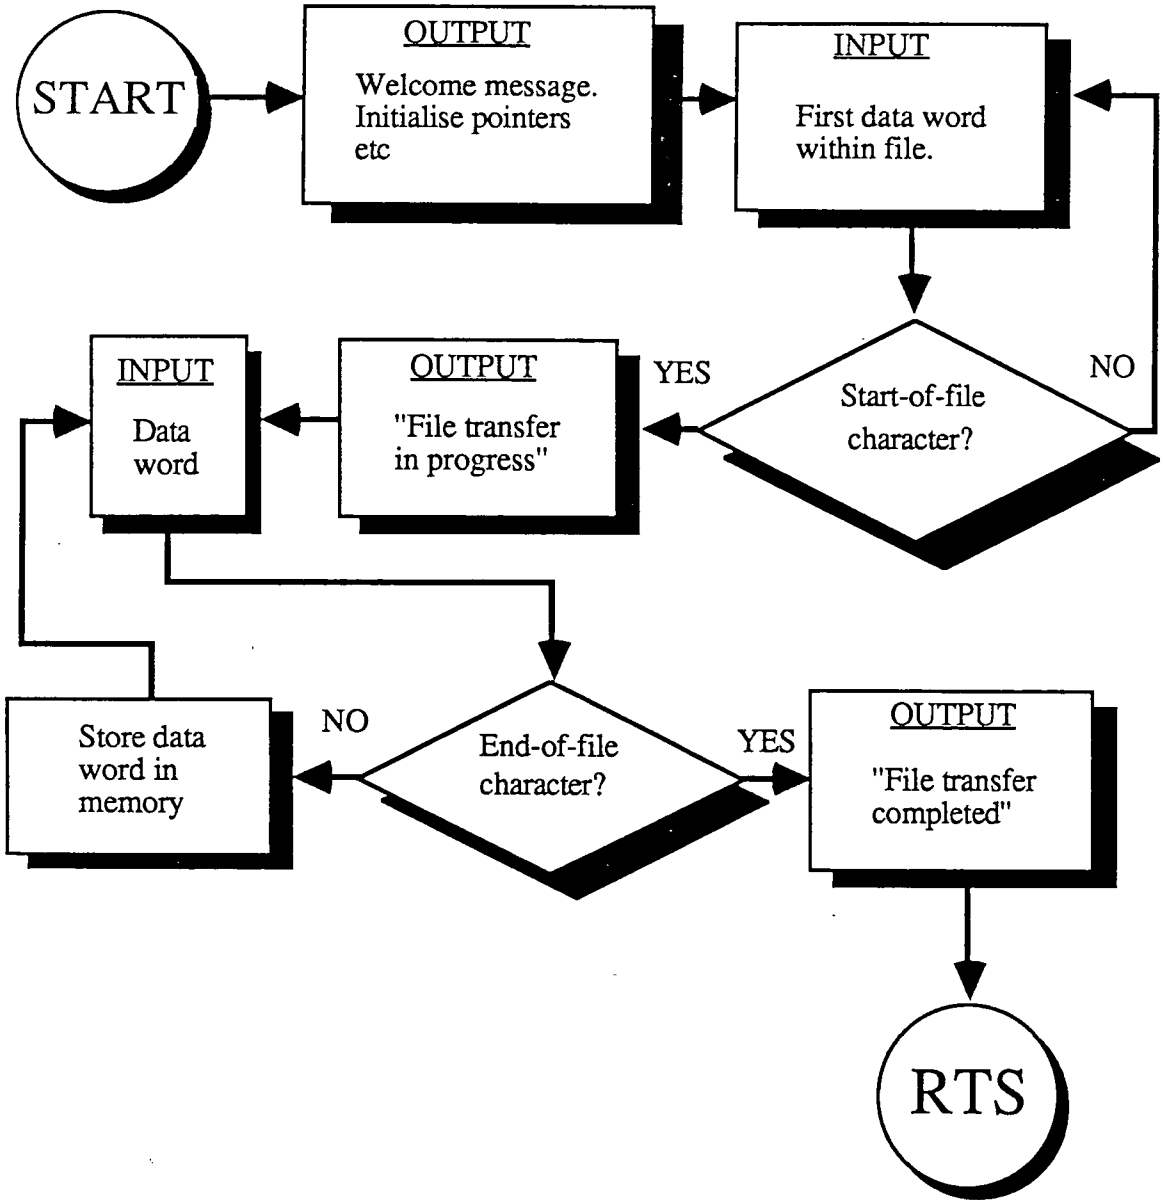 START
OUTPUT
Welcome message.
Initialise pointers
etc
INPUT
First data word
within file.
Start-of-file
character?
NO
YES
OUTPUT
"File transfer
in progress"
INPUT
Data
word
End-of-file
character?
NO
Store data
word in
memory
YES
OUTPUT
"File transfer
completed"
RTS